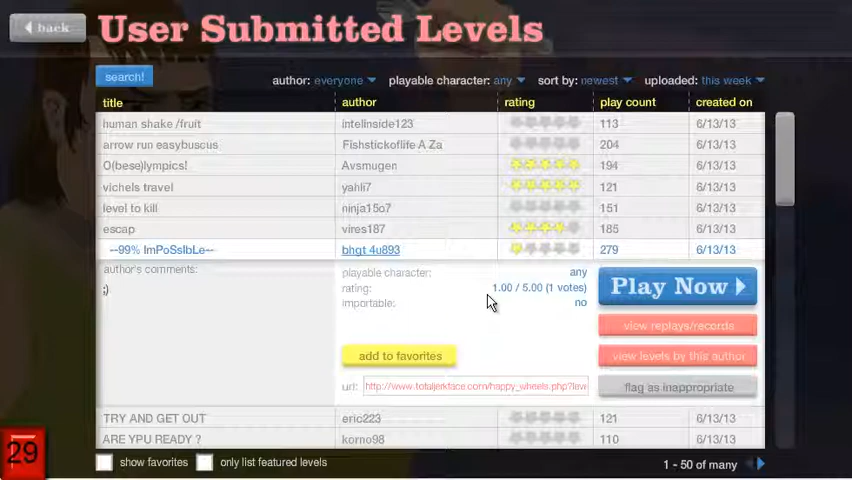 back
User Submitted Levels
search!
author: everyone playable character: any sort by: newest uploaded: this week
title author rating play count created on
human shake /fruit intelinside123 113 6/13/13
arrow run easybuscus Fishstickoflife A Za 204 6/13/13
O(bese)lympics! Avsmugen 194 6/13/13
vichels travel yahli7 121 6/13/13
level to kill ninja15o7 151 6/13/13
escap vires187 185 6/13/13
--99% ImPoSsIbLe-- bhgt 4u893 279 6/13/13
author's comments:
;)
playable character: any
rating: 1.00 / 5.00 (1 votes)
importable: no
Play Now
view replays/records
add to favorites
view levels by this author
url: http://www.totaljerkface.com/happy_wheels.php?leve
flag as inappropriate
TRY AND GET OUT eric223 121 6/13/13
ARE YPU READY ? korno98 110 6/13/13
29
show favorites only list featured levels
1 - 50 of many